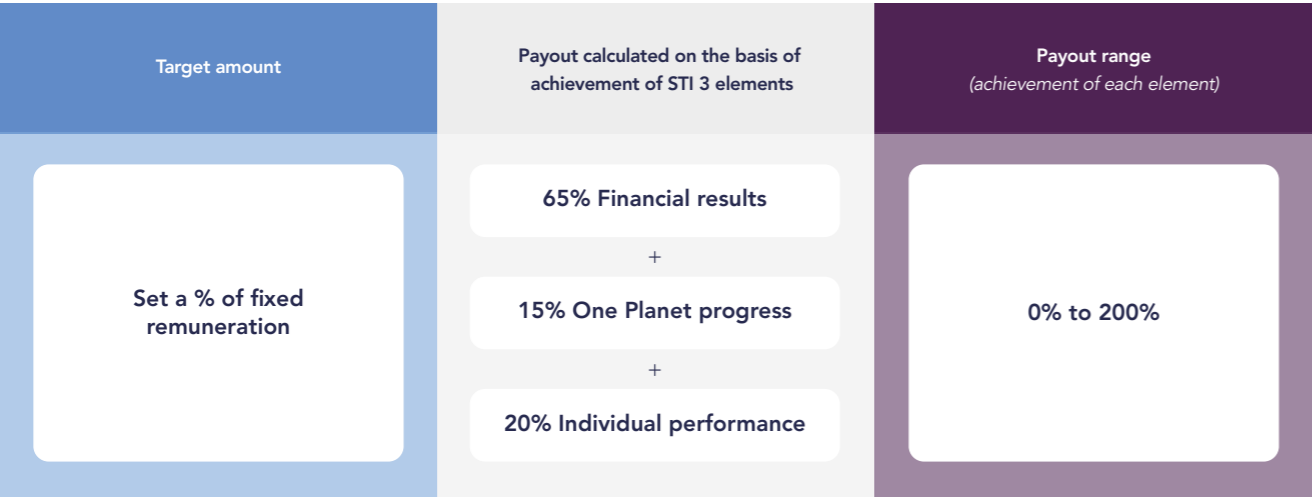 Target amount
Payout calculated on the basis of
achievement of STI 3 elements
Payout range
(achievement of each element)
Set a % of fixed
remuneration
65% Financial results
+
15% One Planet progress
+
20% Individual performance
0% to 200%